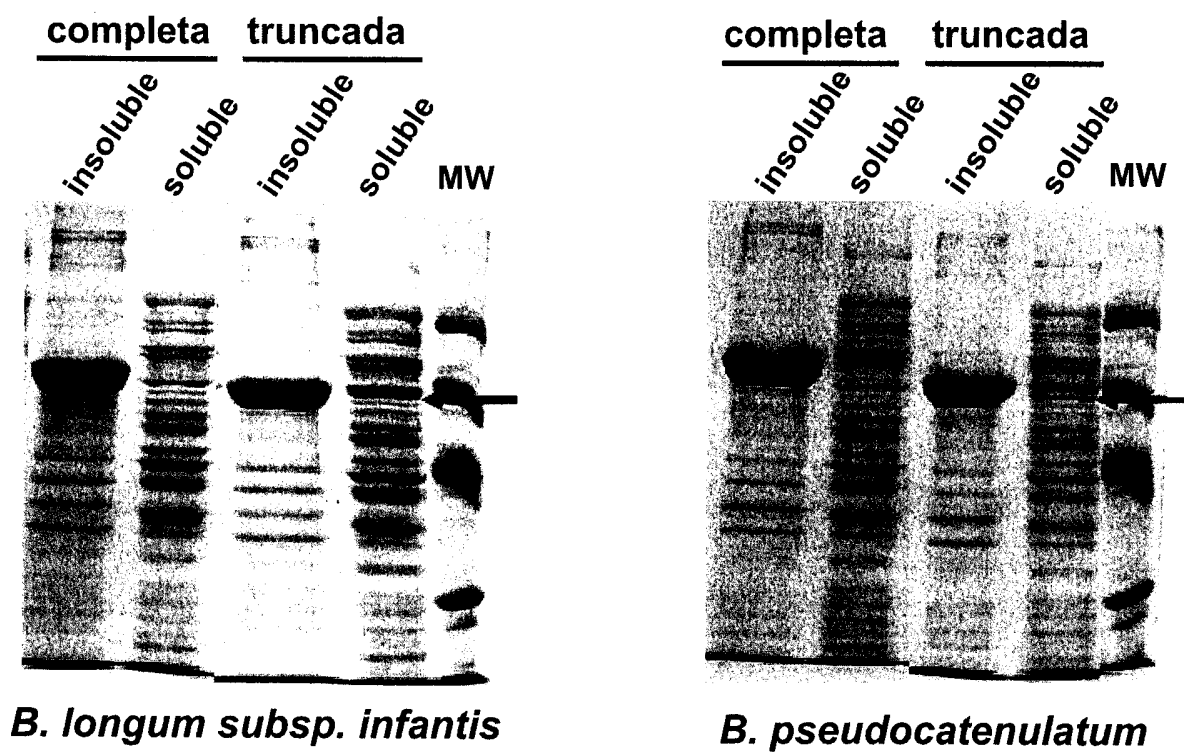 completa truncada
insoluble soluble insoluble soluble MW
B. longum subsp. infantis
completa truncada
insoluble soluble insoluble soluble MW
B. pseudocatenulatum